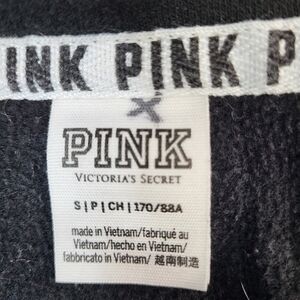 INK PINK P
X
PINK
VICTORIA'S SECRET
S | P | CH | 170/88A
made in Vietnam/fabriqué au
Vietnam/hecho en Vietnam/
fabbricato in Vietnam/ 越南制造